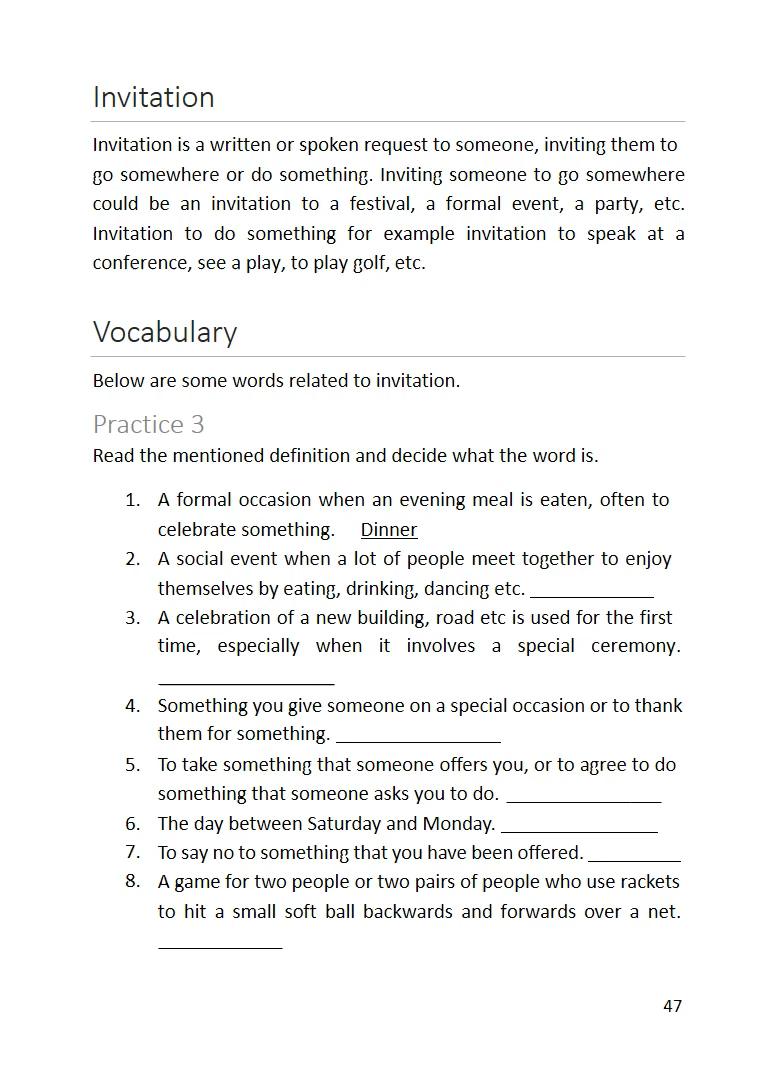 Invitation
Invitation is a written or spoken request to someone, inviting them to
go somewhere or do something. Inviting someone to go somewhere
could be an invitation to a festival, a formal event, a party, etc.
Invitation to do something for example invitation to speak at a
conference, see a play, to play golf, etc.
Vocabulary
Below are some words related to invitation.
Practice 3
Read the mentioned definition and decide what the word is.
1. A formal occasion when an evening meal is eaten, often to
celebrate something. Dinner
2. A social event when a lot of people meet together to enjoy
themselves by eating, drinking, dancing etc. ____________
3. A celebration of a new building, road etc is used for the first
time, especially when it involves a special ceremony.
_________________
4. Something you give someone on a special occasion or to thank
them for something. ________________
5. To take something that someone offers you, or to agree to do
something that someone asks you to do. _______________
6. The day between Saturday and Monday. _______________
7. To say no to something that you have been offered. _________
8. A game for two people or two pairs of people who use rackets
to hit a small soft ball backwards and forwards over a net.
____________
47